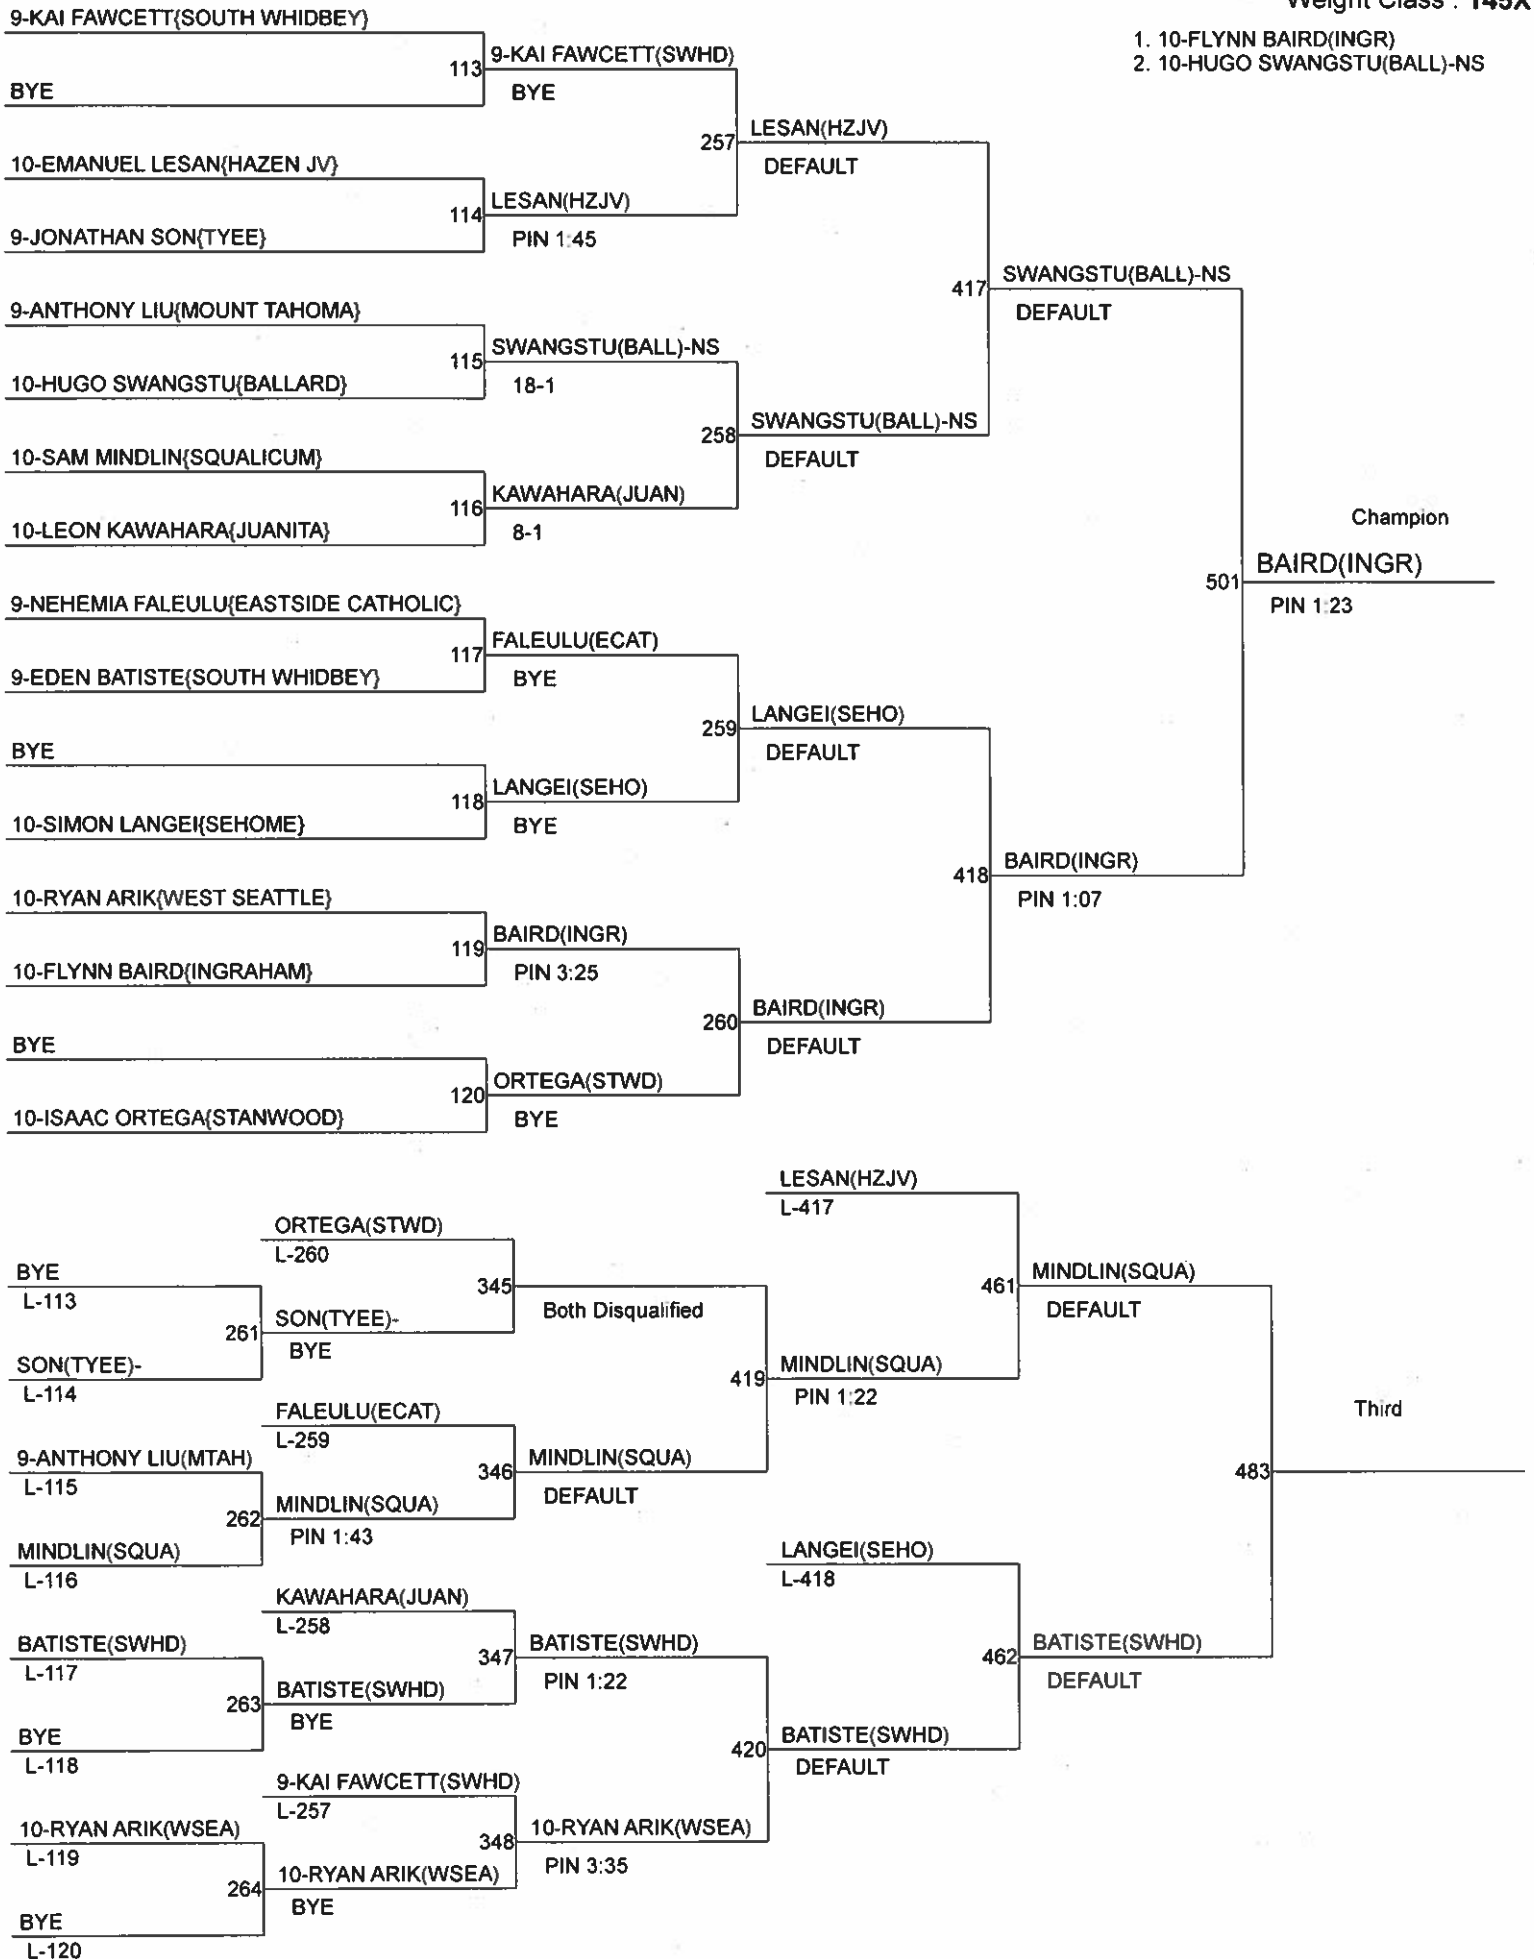 Weight Class : 145X
1. 10-FLYNN BAIRD(INGR)
2. 10-HUGO SWANGSTU(BALL)-NS
9-KAI FAWCETT{SOUTH WHIDBEY}
113
9-KAI FAWCETT(SWHD)
BYE
BYE
257
LESAN(HZJV)
DEFAULT
10-EMANUEL LESAN{HAZEN JV}
114
LESAN(HZJV)
PIN 1:45
9-JONATHAN SON{TYEE}
417
SWANGSTU(BALL)-NS
DEFAULT
9-ANTHONY LIU{MOUNT TAHOMA}
115
SWANGSTU(BALL)-NS
18-1
10-HUGO SWANGSTU{BALLARD}
258
SWANGSTU(BALL)-NS
DEFAULT
10-SAM MINDLIN{SQUALICUM}
116
KAWAHARA(JUAN)
8-1
10-LEON KAWAHARA{JUANITA}
Champion
501
BAIRD(INGR)
PIN 1:23
9-NEHEMIA FALEULU{EASTSIDE CATHOLIC}
117
FALEULU(ECAT)
BYE
9-EDEN BATISTE{SOUTH WHIDBEY}
259
LANGEI(SEHO)
DEFAULT
BYE
118
LANGEI(SEHO)
BYE
10-SIMON LANGEI{SEHOME}
418
BAIRD(INGR)
PIN 1:07
10-RYAN ARIK{WEST SEATTLE}
119
BAIRD(INGR)
PIN 3:25
10-FLYNN BAIRD{INGRAHAM}
260
BAIRD(INGR)
DEFAULT
BYE
120
ORTEGA(STWD)
BYE
10-ISAAC ORTEGA{STANWOOD}
LESAN(HZJV)
L-417
ORTEGA(STWD)
L-260
BYE
L-113
345
Both Disqualified
461
MINDLIN(SQUA)
DEFAULT
261
SON(TYEE)-
BYE
SON(TYEE)-
L-114
419
MINDLIN(SQUA)
PIN 1:22
FALEULU(ECAT)
L-259
Third
9-ANTHONY LIU(MTAH)
L-115
346
MINDLIN(SQUA)
DEFAULT
483
262
MINDLIN(SQUA)
PIN 1:43
MINDLIN(SQUA)
L-116
LANGEI(SEHO)
L-418
KAWAHARA(JUAN)
L-258
BATISTE(SWHD)
L-117
347
BATISTE(SWHD)
PIN 1:22
462
BATISTE(SWHD)
DEFAULT
263
BATISTE(SWHD)
BYE
BYE
L-118
420
BATISTE(SWHD)
DEFAULT
9-KAI FAWCETT(SWHD)
L-257
10-RYAN ARIK(WSEA)
L-119
348
10-RYAN ARIK(WSEA)
PIN 3:35
264
10-RYAN ARIK(WSEA)
BYE
BYE
L-120